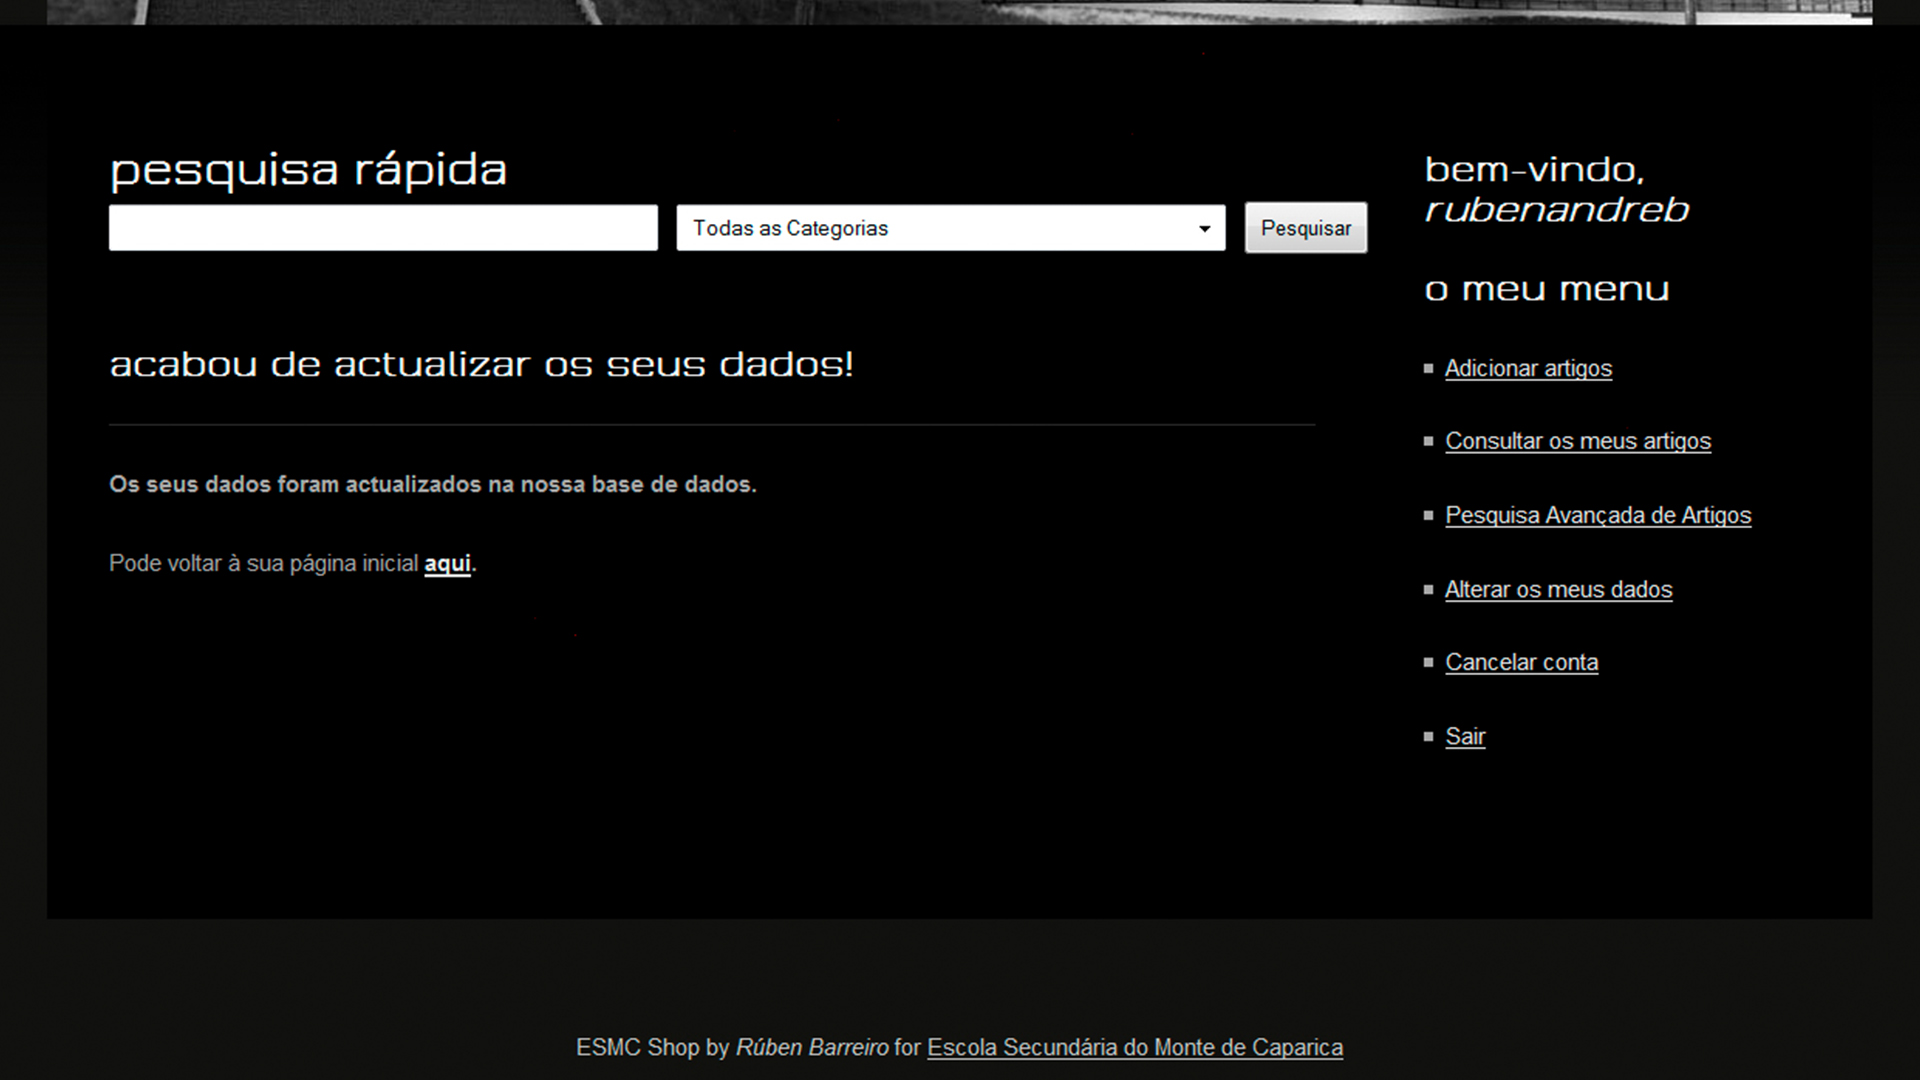 pesquisa rápida
Todas as Categorias
Pesquisar
acabou de actualizar os seus dados!
Os seus dados foram actualizados na nossa base de dados.
Pode voltar à sua página inicial aqui.
bem-vindo,
rubenandreb
o meu menu
Adicionar artigos
Consultar os meus artigos
Pesquisa Avançada de Artigos
Alterar os meus dados
Cancelar conta
Sair
ESMC Shop by Rúben Barreiro for Escola Secundária do Monte de Caparica